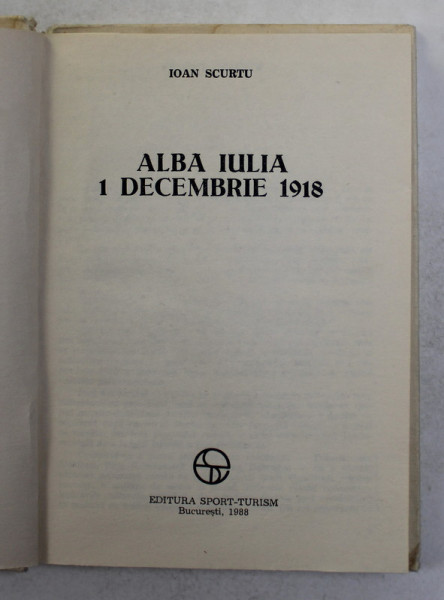 IOAN SCURTU
ALBA IULIA
1 DECEMBRIE 1918
EDITURA SPORT-TURISM
București, 1988